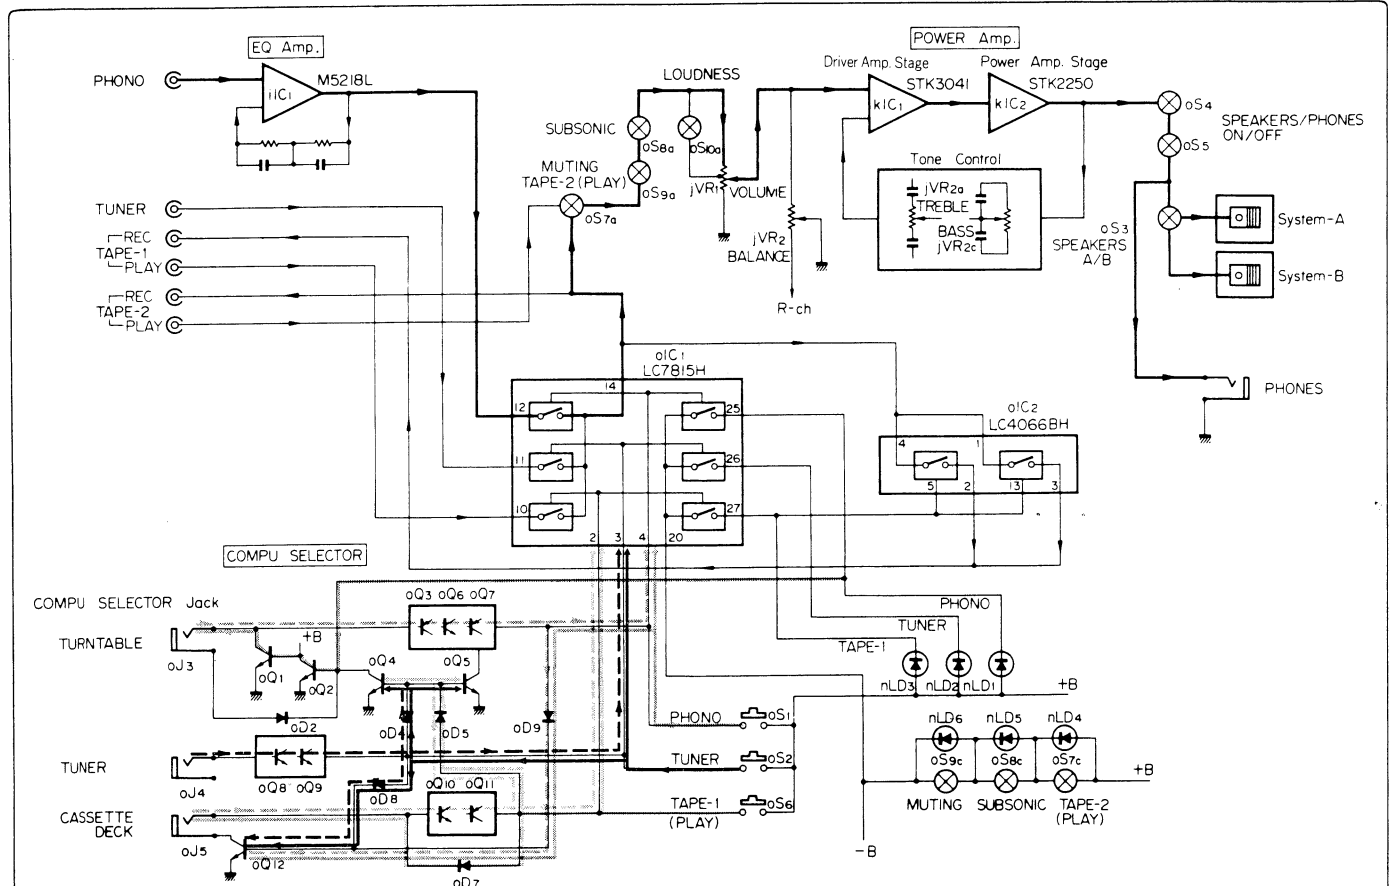 EQ Amp.
PHONO
M5218L
iIC1
LOUDNESS
SUBSONIC
oS8a
oS10a
MUTING
TAPE-2 (PLAY)
oS9a
oS7a
jVR1
VOLUME
jVR2
BALANCE
R-ch
POWER Amp.
Driver Amp. Stage
STK3041
kIC1
Power Amp. Stage
STK2250
kIC2
Tone Control
jVR2a
TREBLE
BASS
jVR2c
oS4
oS5
SPEAKERS/PHONES
ON/OFF
oS3
SPEAKERS
A/B
System-A
System-B
PHONES
TUNER
REC
TAPE-1
PLAY
REC
TAPE-2
PLAY
oIC1
LC7815H
14
12
25
11
26
10
27
2
3
4
20
oIC2
LC4066BH
4
1
5
2
13
3
COMPU SELECTOR
COMPU SELECTOR Jack
TURNTABLE
oJ3
+B
oQ1
oQ2
oD2
oQ3 oQ6 oQ7
oQ4
oQ5
oD4
oD5
oD9
TUNER
oJ4
oQ8 oQ9
oD8
CASSETTE
DECK
oJ5
oQ12
oQ10 oQ11
oD7
PHONO
oS1
TUNER
oS2
TAPE-1
(PLAY)
oS6
PHONO
TUNER
TAPE-1
nLD3
nLD2
nLD1
+B
nLD6
nLD5
nLD4
oS9c
oS8c
oS7c
+B
MUTING
SUBSONIC
TAPE-2
(PLAY)
-B